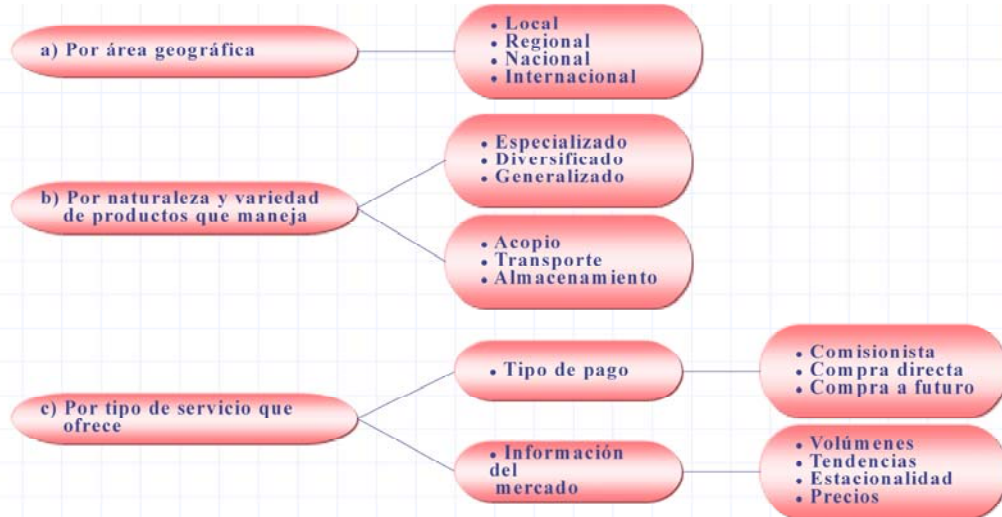 a) Por área geográfica
• Local
• Regional
• Nacional
• Internacional
b) Por naturaleza y variedad
de productos que maneja
• Especializado
• Diversificado
• Generalizado
• Acopio
• Transporte
• Almacenamiento
c) Por tipo de servicio que
ofrece
• Tipo de pago
• Comisionista
• Compra directa
• Compra a futuro
• Información
del
mercado
• Volúmenes
• Tendencias
• Estacionalidad
• Precios